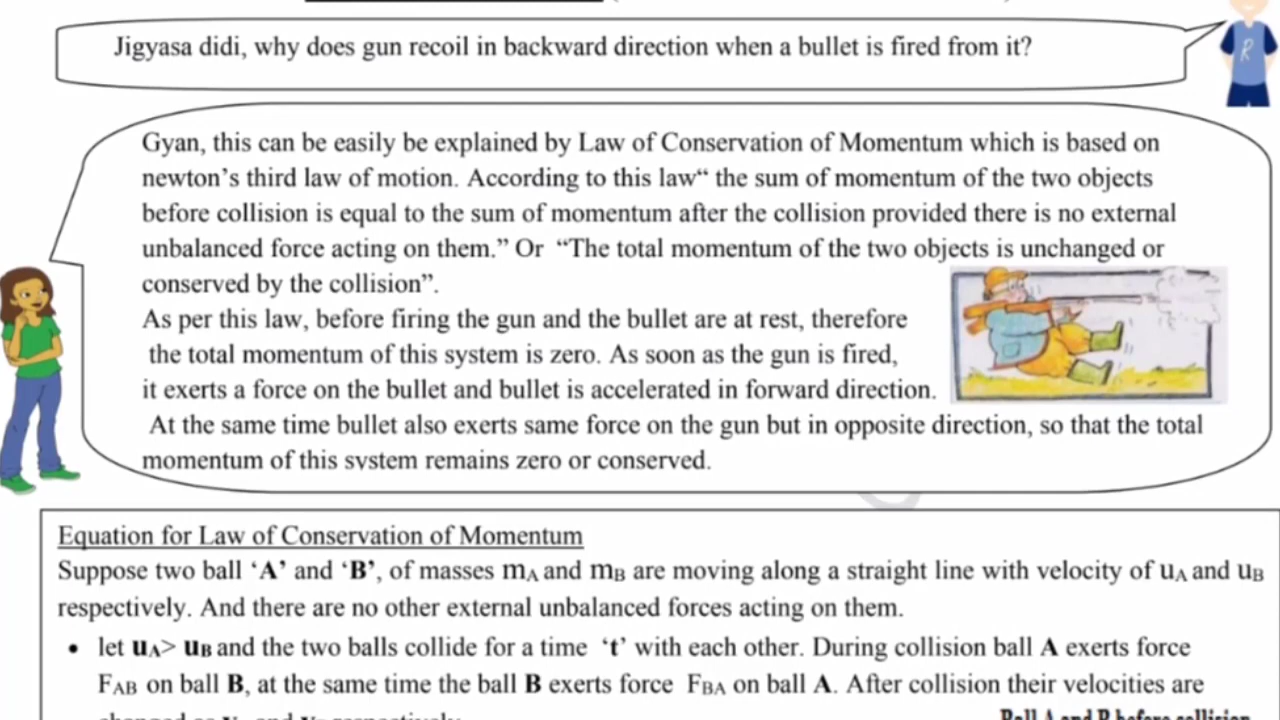 Jigyasa didi, why does gun recoil in backward direction when a bullet is fired from it?
R
Gyan, this can be easily be explained by Law of Conservation of Momentum which is based on
newton's third law of motion. According to this law“ the sum of momentum of the two objects
before collision is equal to the sum of momentum after the collision provided there is no external
unbalanced force acting on them.” Or “The total momentum of the two objects is unchanged or
conserved by the collision”.
As per this law, before firing the gun and the bullet are at rest, therefore
the total momentum of this system is zero. As soon as the gun is fired,
it exerts a force on the bullet and bullet is accelerated in forward direction.
At the same time bullet also exerts same force on the gun but in opposite direction, so that the total
momentum of this system remains zero or conserved.
Equation for Law of Conservation of Momentum
Suppose two ball ‘A’ and ‘B’, of masses mA and mB are moving along a straight line with velocity of uA and uB
respectively. And there are no other external unbalanced forces acting on them.
• let uA> uB and the two balls collide for a time ‘t’ with each other. During collision ball A exerts force
FAB on ball B, at the same time the ball B exerts force FBA on ball A. After collision their velocities are
Ball A and B before collision